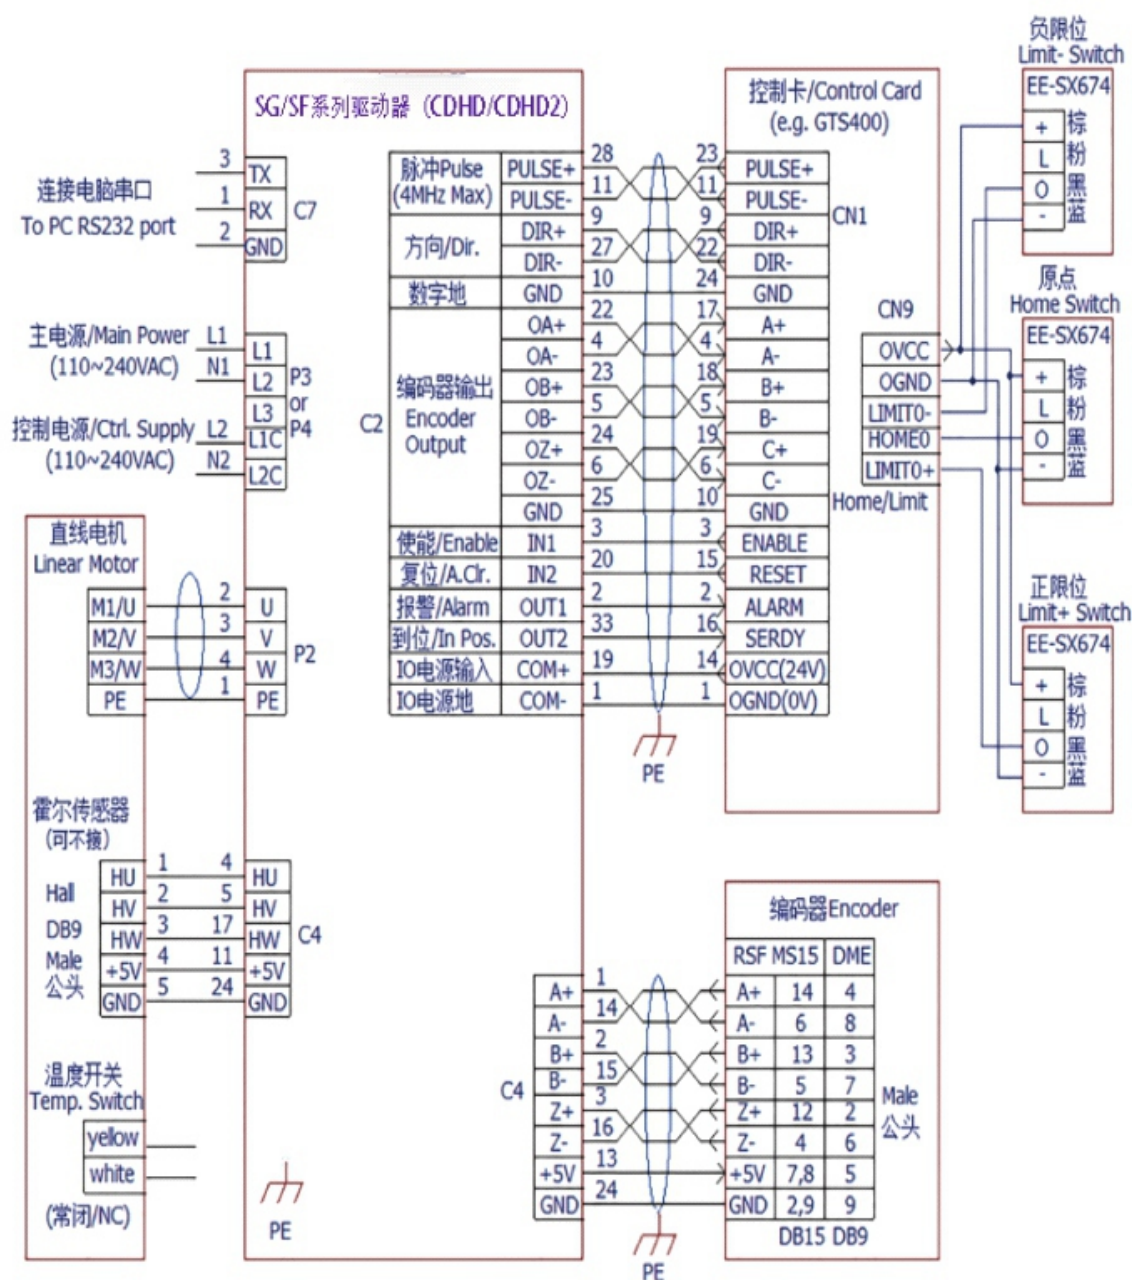 负限位
Limit- Switch
EE-SX674
+ 棕
L 粉
O 黑
- 蓝
SG/SF系列驱动器（CDHD/CDHD2）
控制卡/Control Card
(e.g. GTS400)
连接电脑串口
To PC RS232 port
3 TX
1 RX
2 GND
C7
脉冲Pulse
(4MHz Max)
PULSE+ 28 23 PULSE+
PULSE- 11 11 PULSE-
CN1
方向/Dir.
DIR+ 9 9 DIR+
DIR- 27 22 DIR-
数字地 GND 10 24 GND
C2
编码器输出
Encoder
Output
OA+ 22 17 A+
OA- 4 4 A-
OB+ 23 18 B+
OB- 5 5 B-
OZ+ 24 19 C+
OZ- 6 6 C-
GND 25 10 GND
使能/Enable IN1 3 3 ENABLE
复位/A.Clr. IN2 20 15 RESET
报警/Alarm OUT1 2 2 ALARM
到位/In Pos. OUT2 33 16 SERDY
IO电源输入 COM+ 19 14 OVCC(24V)
IO电源地 COM- 1 1 OGND(0V)
PE
CN9
OVCC
OGND
LIMIT0-
HOME0
LIMIT0+
Home/Limit
原点
Home Switch
EE-SX674
+ 棕
L 粉
O 黑
- 蓝
正限位
Limit+ Switch
EE-SX674
+ 棕
L 粉
O 黑
- 蓝
主电源/Main Power
(110~240VAC)
L1 L1
N1 L2
L3
P3
or
P4
控制电源/Ctrl. Supply
(110~240VAC)
L2 L1C
N2 L2C
直线电机
Linear Motor
M1/U 2 U
M2/V 3 V
M3/W 4 W
PE 1 PE
P2
霍尔传感器
(可不接)
Hall
DB9
Male
公头
HU 1 4 HU
HV 2 5 HV
HW 3 17 HW
+5V 4 11 +5V
GND 5 24 GND
C4
温度开关
Temp. Switch
yellow
white
(常闭/NC)
PE
编码器Encoder
RSF MS15 DME
C4
A+ 1 A+ 14 4
A- 14 A- 6 8
B+ 2 B+ 13 3
B- 15 B- 5 7
Z+ 3 Z+ 12 2
Z- 16 Z- 4 6
+5V 13 +5V 7,8 5
GND 24 GND 2,9 9
Male
公头
DB15 DB9
PE